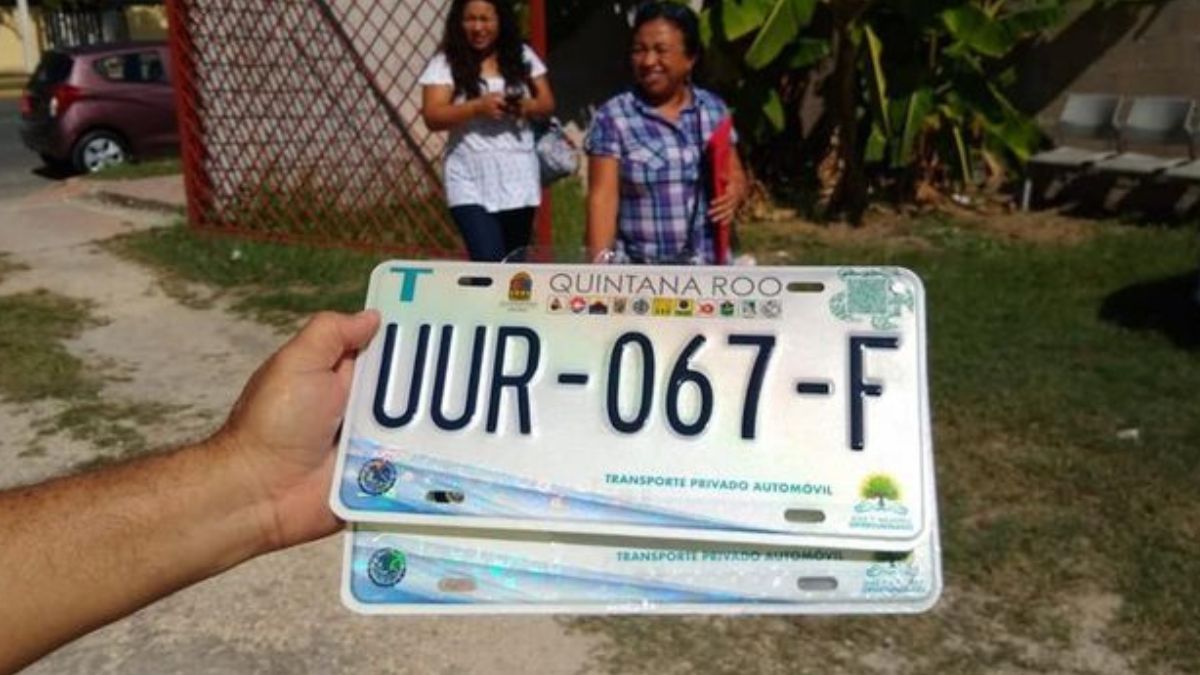 T
QUINTANA ROO
UUR-067-F
TRANSPORTE PRIVADO AUTOMÓVIL
TRANSPORTE PRIVADO AUTOMÓVIL